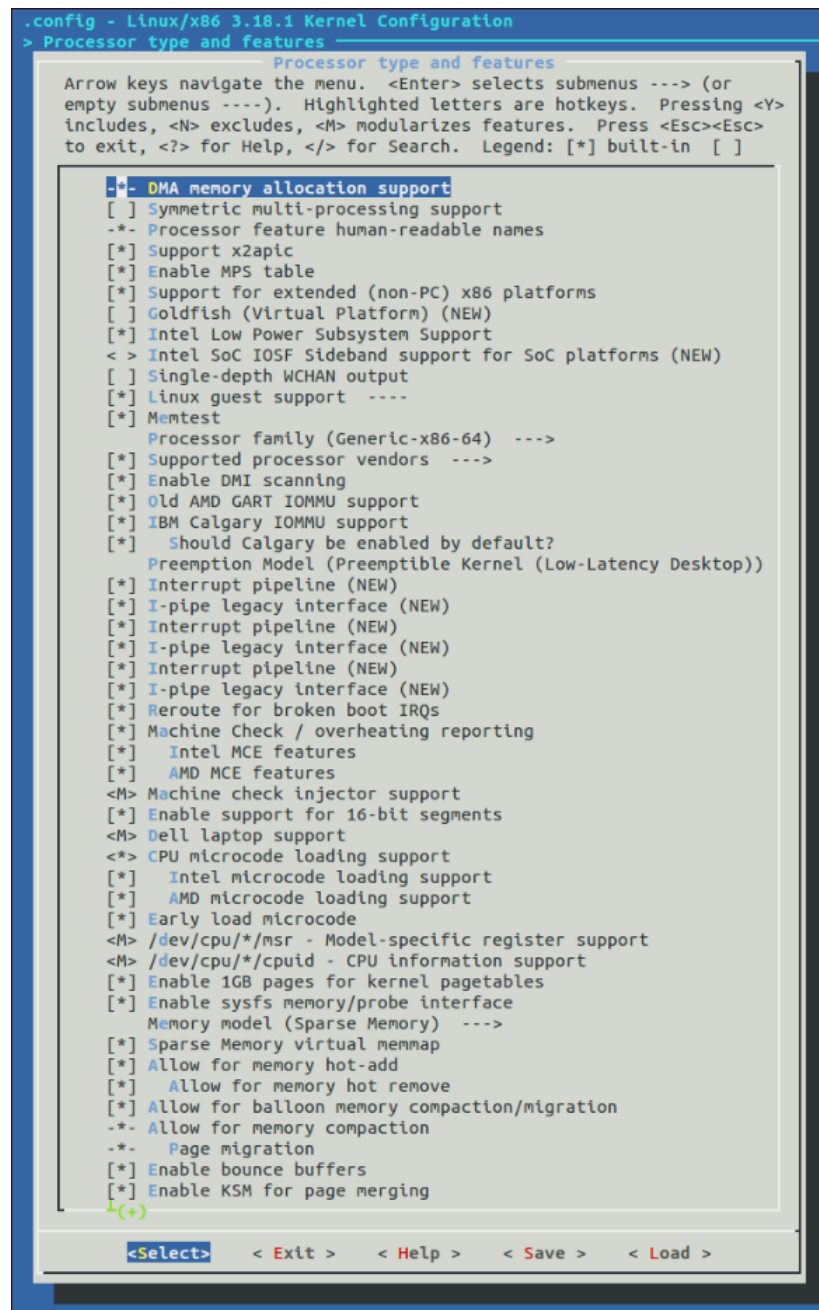 .config - Linux/x86 3.18.1 Kernel Configuration
> Processor type and features
Processor type and features
Arrow keys navigate the menu.  <Enter> selects submenus ---> (or
empty submenus ----).  Highlighted letters are hotkeys.  Pressing <Y>
includes, <N> excludes, <M> modularizes features.  Press <Esc><Esc>
to exit, <?> for Help, </> for Search.  Legend: [*] built-in  [ ]
-*- DMA memory allocation support
[ ] Symmetric multi-processing support
-*- Processor feature human-readable names
[*] Support x2apic
[*] Enable MPS table
[*] Support for extended (non-PC) x86 platforms
[ ] Goldfish (Virtual Platform) (NEW)
[*] Intel Low Power Subsystem Support
< > Intel SoC IOSF Sideband support for SoC platforms (NEW)
[ ] Single-depth WCHAN output
[*] Linux guest support  ----
[*] Memtest
Processor family (Generic-x86-64)  --->
[*] Supported processor vendors  --->
[*] Enable DMI scanning
[*] Old AMD GART IOMMU support
[*] IBM Calgary IOMMU support
[*]   Should Calgary be enabled by default?
Preemption Model (Preemptible Kernel (Low-Latency Desktop))
[*] Interrupt pipeline (NEW)
[*] I-pipe legacy interface (NEW)
[*] Interrupt pipeline (NEW)
[*] I-pipe legacy interface (NEW)
[*] Interrupt pipeline (NEW)
[*] I-pipe legacy interface (NEW)
[*] Reroute for broken boot IRQs
[*] Machine Check / overheating reporting
[*]   Intel MCE features
[*]   AMD MCE features
<M> Machine check injector support
[*] Enable support for 16-bit segments
<M> Dell laptop support
<*> CPU microcode loading support
[*]   Intel microcode loading support
[*]   AMD microcode loading support
[*] Early load microcode
<M> /dev/cpu/*/msr - Model-specific register support
<M> /dev/cpu/*/cpuid - CPU information support
[*] Enable 1GB pages for kernel pagetables
[*] Enable sysfs memory/probe interface
Memory model (Sparse Memory)  --->
[*] Sparse Memory virtual memmap
[*] Allow for memory hot-add
[*]   Allow for memory hot remove
[*] Allow for balloon memory compaction/migration
-*- Allow for memory compaction
-*-   Page migration
[*] Enable bounce buffers
[*] Enable KSM for page merging
(+)
<Select>    < Exit >    < Help >    < Save >    < Load >